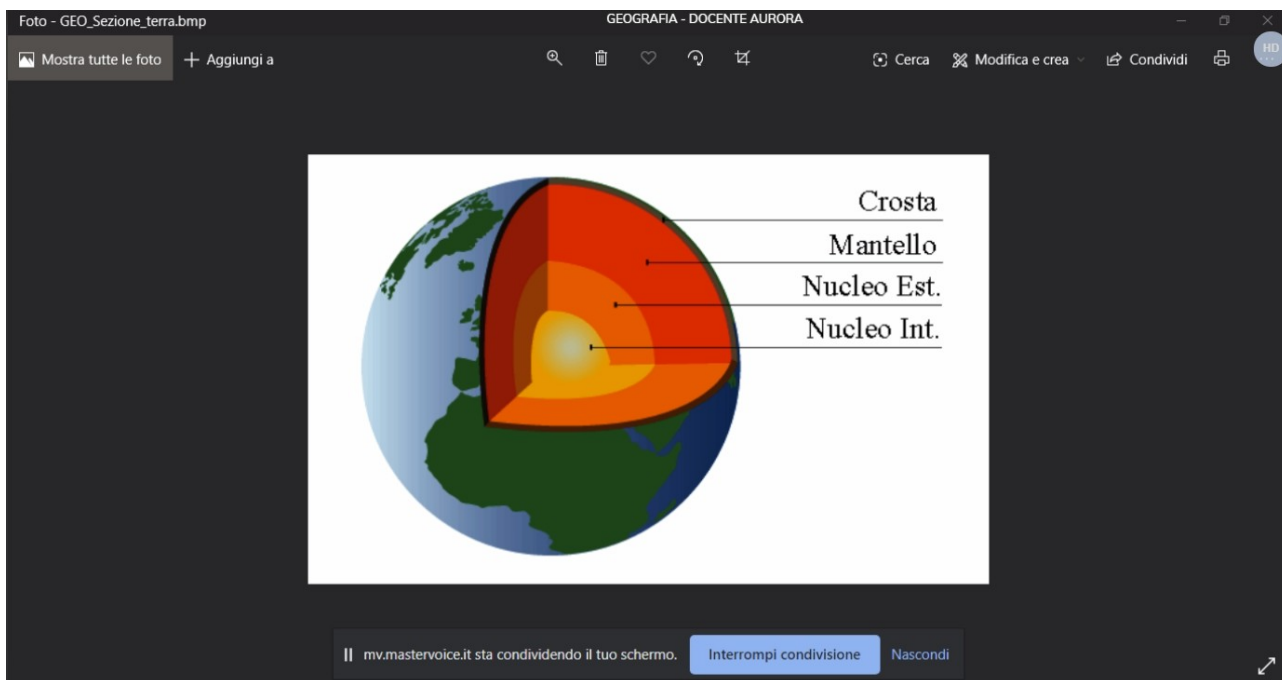 Foto - GEO_Sezione_terra.bmp
GEOGRAFIA - DOCENTE AURORA
Mostra tutte le foto
Aggiungi a
Cerca
Modifica e crea
Condividi
HD
Crosta
Mantello
Nucleo Est.
Nucleo Int.
mv.mastervoice.it sta condividendo il tuo schermo.
Interrompi condivisione
Nascondi